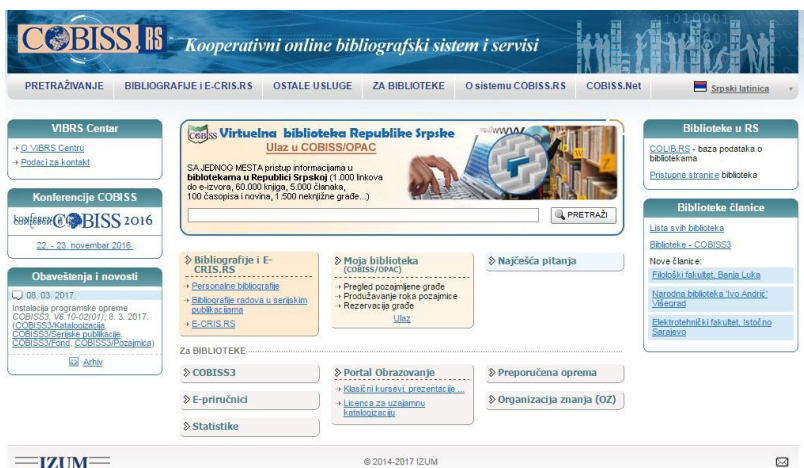 COBISS.RS
Kooperativni online bibliografski sistem i servisi
PRETRAŽIVANJE
BIBLIOGRAFIJE i E-CRIS.RS
OSTALE USLUGE
ZA BIBLIOTEKE
O sistemu COBISS.RS
COBISS.Net
Srpski latinica
VIBRS Centar
O VIBRS Centru
Podaci za kontakt
Konferencije COBISS
konferenc@ COBISS 2016
22. - 23. novembar 2016.
Obaveštenja i novosti
08. 03. 2017.
Instalacija programske opreme
COBISS3, V6.10-02(01), 8. 3. 2017.
(COBISS3/Katalogizacija,
COBISS3/Serijske publikacije,
COBISS3/Fond, COBISS3/Pozajmica)
Arhiv
COBISS Virtuelna biblioteka Republike Srpske
Ulaz u COBISS/OPAC
SA JEDNOG MESTA pristup informacijama u
bibliotekama u Republici Srpskoj (1.000 linkova
do e-izvora, 60.000 knjiga, 5.000 članaka,
100 časopisa i novina, 1.500 neknjižne građe...)
PRETRAŽI
Bibliografije i E-
CRIS.RS
Personalne bibliografije
Bibliografije radova u serijskim
publikacijama
E-CRIS.RS
Moja biblioteka
(COBISS/OPAC)
Pregled pozajmljene građe
Produžavanje roka pozajmice
Rezervacija građe
Ulaz
Najčešća pitanja
Za BIBLIOTEKE
COBISS3
E-priručnici
Statistike
Portal Obrazovanje
Klasični kursevi, prezentacije ...
Licenca za uzajamnu
katalogizaciju
Preporučena oprema
Organizacija znanja (OZ)
Biblioteke u RS
COLIB.RS - baza podataka o
bibliotekama
Pristupne stranice biblioteka
Biblioteke članice
Lista svih biblioteka
Biblioteke - COBISS3
Nove članice:
Filološki fakultet, Banja Luka
Narodna biblioteka 'Ivo Andrić'
Višegrad
Elektrotehnički fakultet, Istočno
Sarajevo
IZUM
© 2014-2017 IZUM